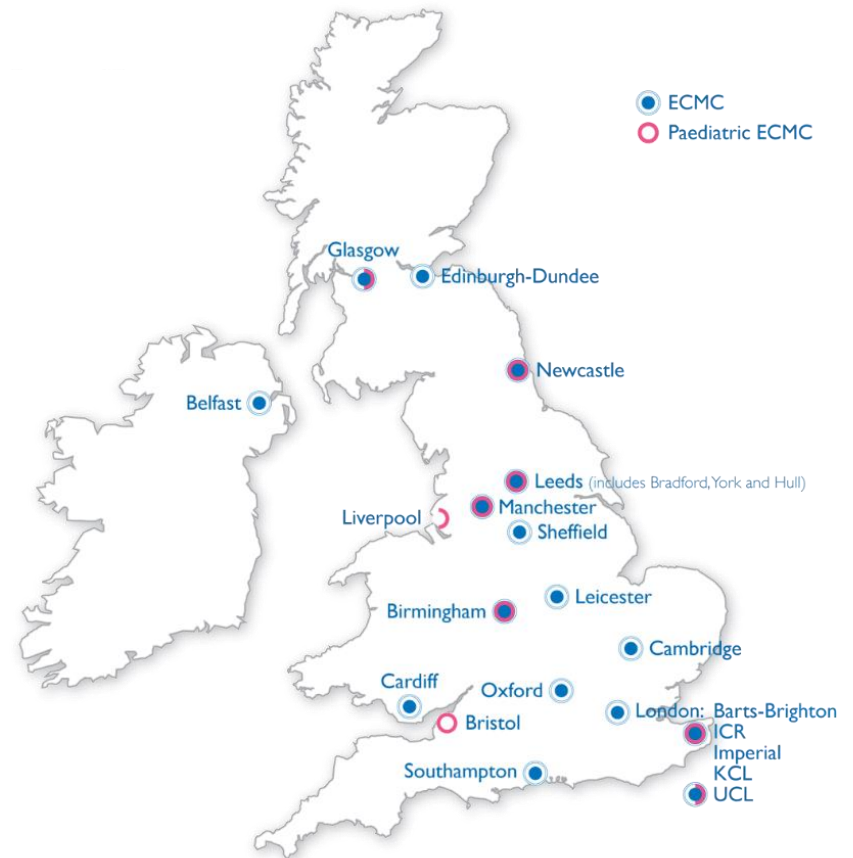 ECMC
Paediatric ECMC
Glasgow
Edinburgh-Dundee
Newcastle
Belfast
Leeds (includes Bradford, York and Hull)
Manchester
Liverpool
Sheffield
Leicester
Birmingham
Cambridge
Cardiff
Oxford
London: Barts-Brighton
Bristol
ICR
Imperial
Southampton
KCL
UCL